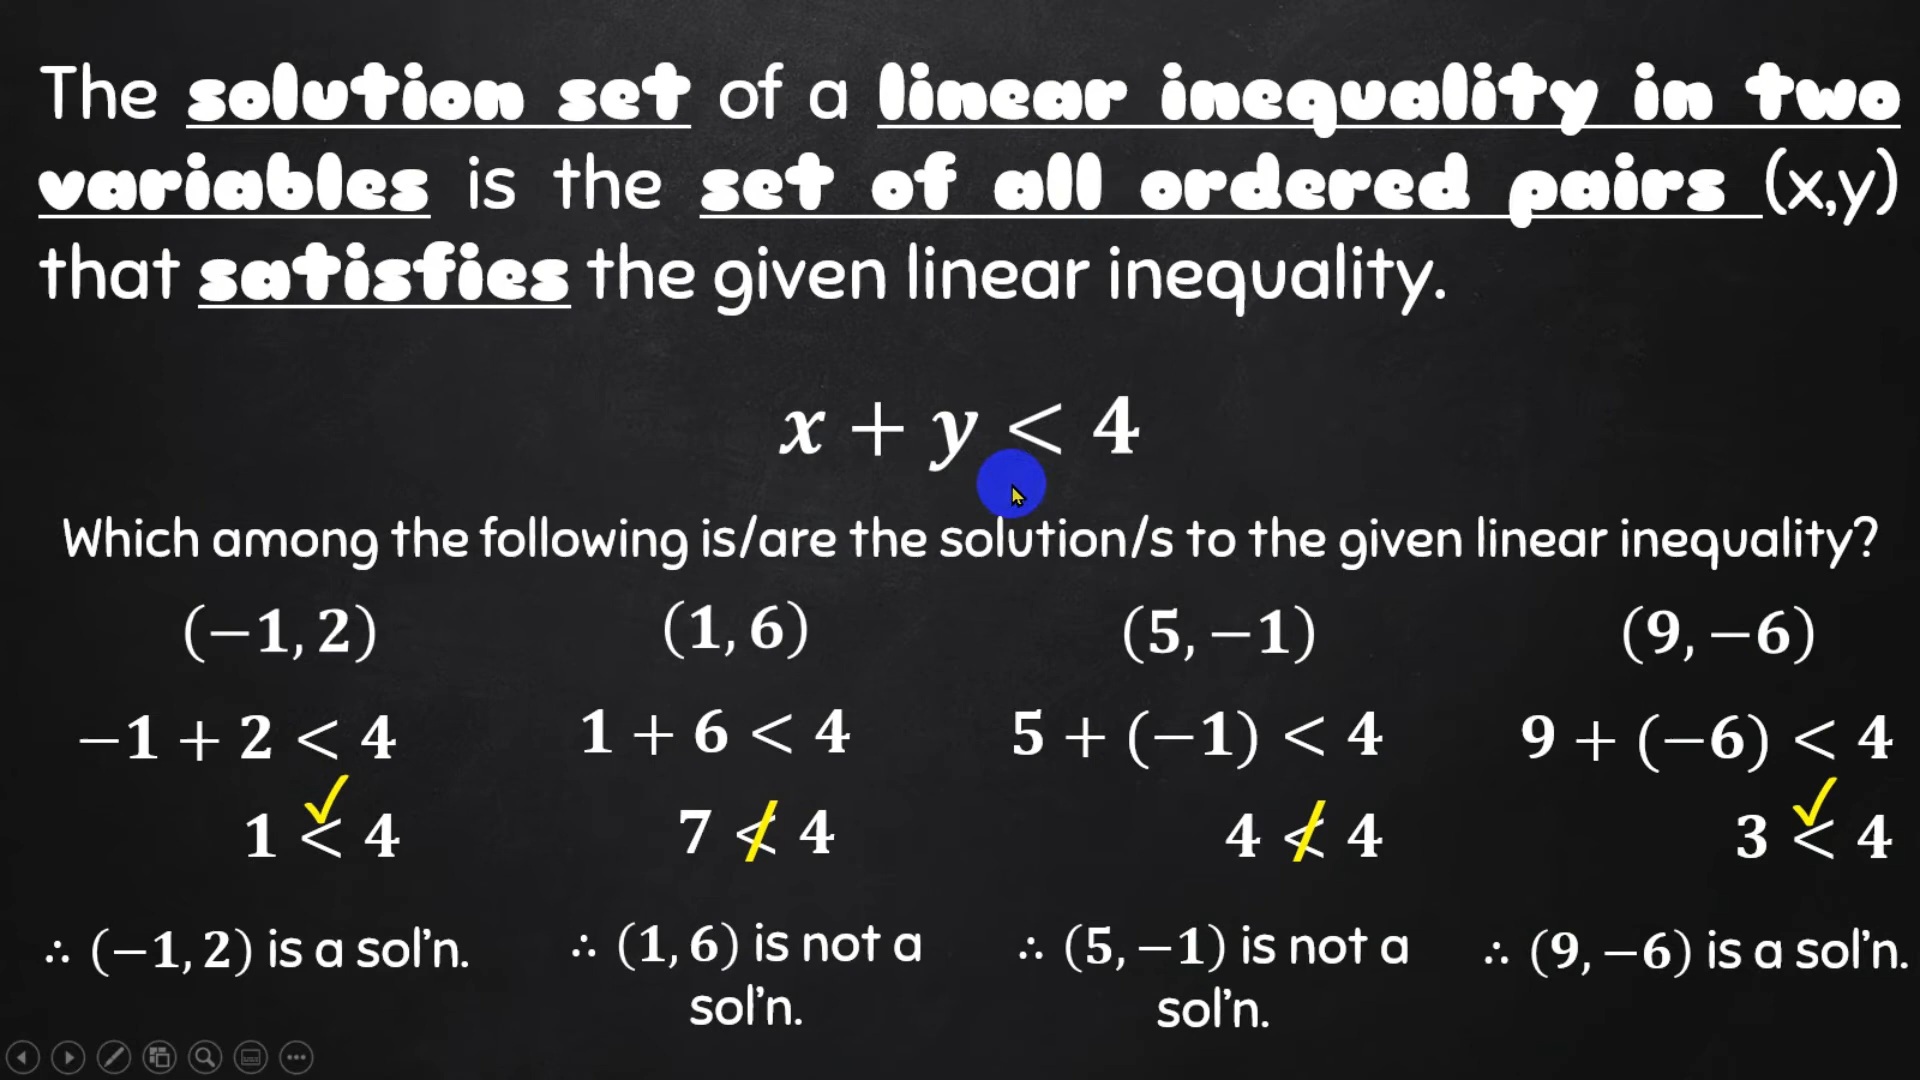 The solution set of a linear inequality in two
variables is the set of all ordered pairs (x,y)
that satisfies the given linear inequality.
x + y < 4
Which among the following is/are the solution/s to the given linear inequality?
(−1, 2) (1, 6) (5, −1) (9, −6)
−1 + 2 < 4 1 + 6 < 4 5 + (−1) < 4 9 + (−6) < 4
1 < 4 7 ≮ 4 4 ≮ 4 3 < 4
∴ (−1, 2) is a sol’n. ∴ (1, 6) is not a ∴ (5, −1) is not a ∴ (9, −6) is a sol’n.
sol’n. sol’n.